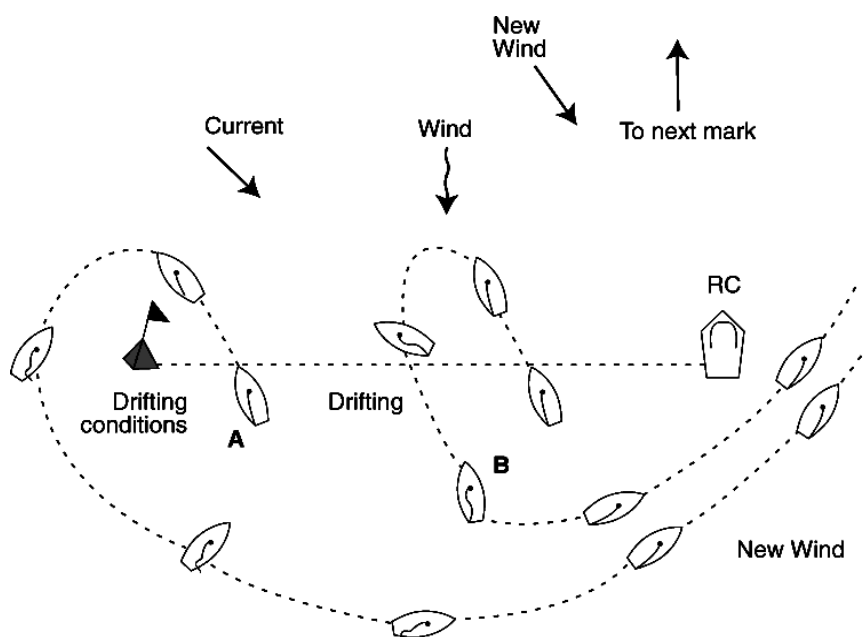 New
Wind
Current
Wind
To next mark
RC
Drifting
conditions
Drifting
A
B
New Wind